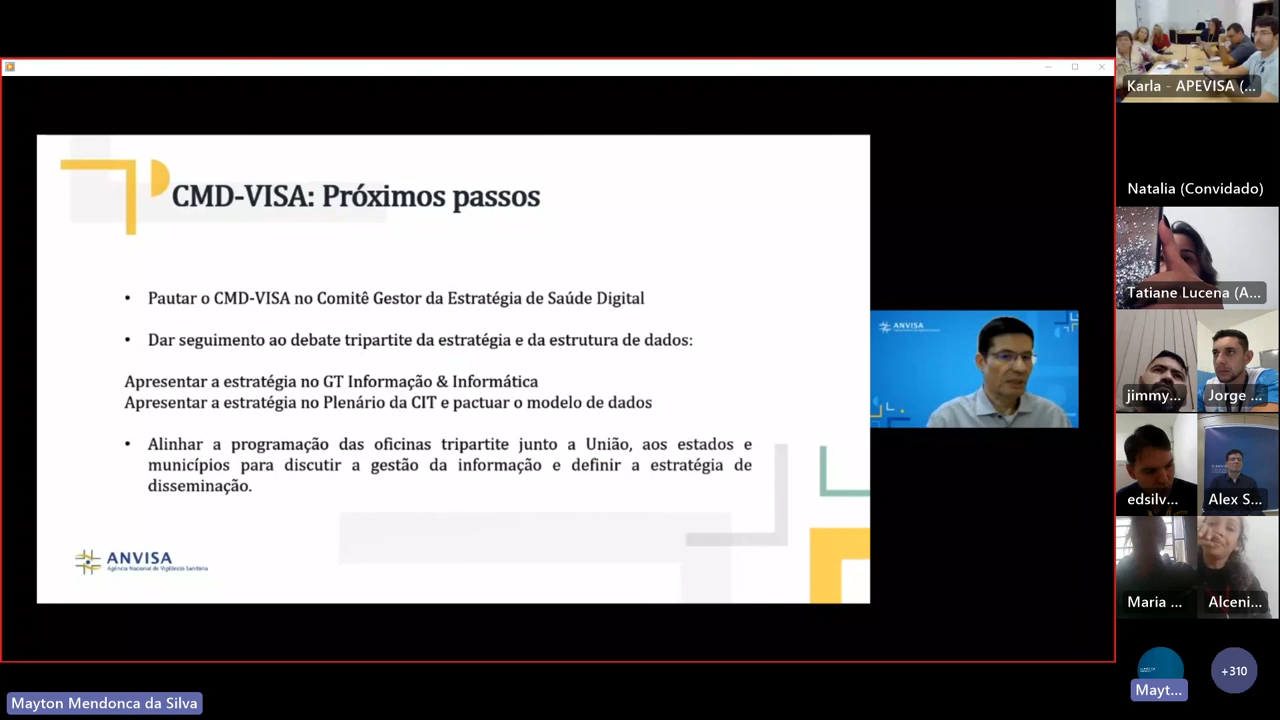 CMD-VISA: Próximos passos
• Pautar o CMD-VISA no Comitê Gestor da Estratégia de Saúde Digital
• Dar seguimento ao debate tripartite da estratégia e da estrutura de dados:
Apresentar a estratégia no GT Informação & Informática
Apresentar a estratégia no Plenário da CIT e pactuar o modelo de dados
• Alinhar a programação das oficinas tripartite junto a União, aos estados e
municípios para discutir a gestão da informação e definir a estratégia de
disseminação.
ANVISA
Agência Nacional de Vigilância Sanitária
ANVISA
Karla - APEVISA (...
Natalia (Convidado)
Tatiane Lucena (A...
jimmy...
Jorge ...
edsilv...
Alex S...
Maria ...
Alceni...
Mayt...
+310
Mayton Mendonca da Silva